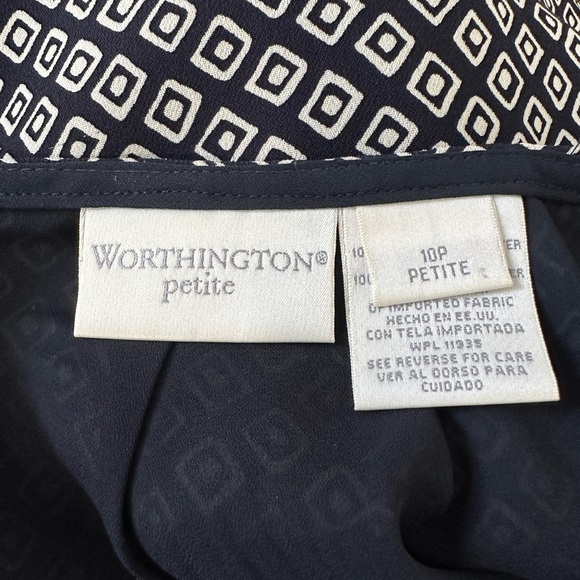 WORTHINGTON®
petite
10P
PETITE
OF IMPORTED FABRIC
HECHO EN EE.UU.
CON TELA IMPORTADA
WPL 11935
SEE REVERSE FOR CARE
VER AL DORSO PARA
CUIDADO